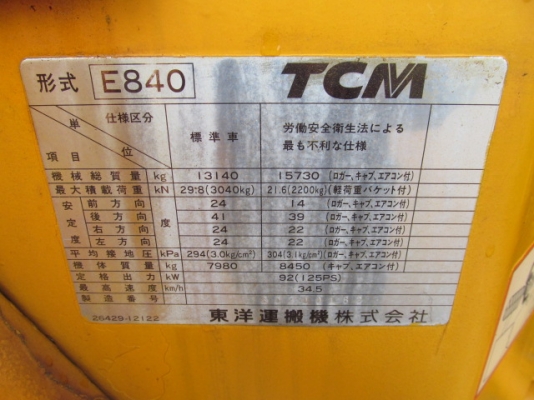 形式 E840 TCM
単位 仕様区分 項目 標準車 労働安全衛生法による
最も不利な仕様
機械総質量 kg 13140 15730 (ロガー,キャブ,エアコン付)
最大積載荷重 kN 29.8(3040kg) 21.6(2200kg)(軽荷重バケット付)
安定度 前方向 度 24 14 (ロガー,キャブ,エアコン付)
後方向 41 39 (ロガー,キャブ,エアコン付)
右方向 24 22 (ロガー,キャブ,エアコン付)
左方向 24 22 (ロガー,キャブ,エアコン付)
平均接地圧 kPa 294(3.0kg/cm²) 304(3.1kg/cm²)(ロガー,キャブ,エアコン付)
機体質量 kg 7980 8450 (キャブ,エアコン付)
定格出力 kW 92(125PS)
最高速度 km/h 34.5
製造番号
25429-12122 東洋運搬機株式会社